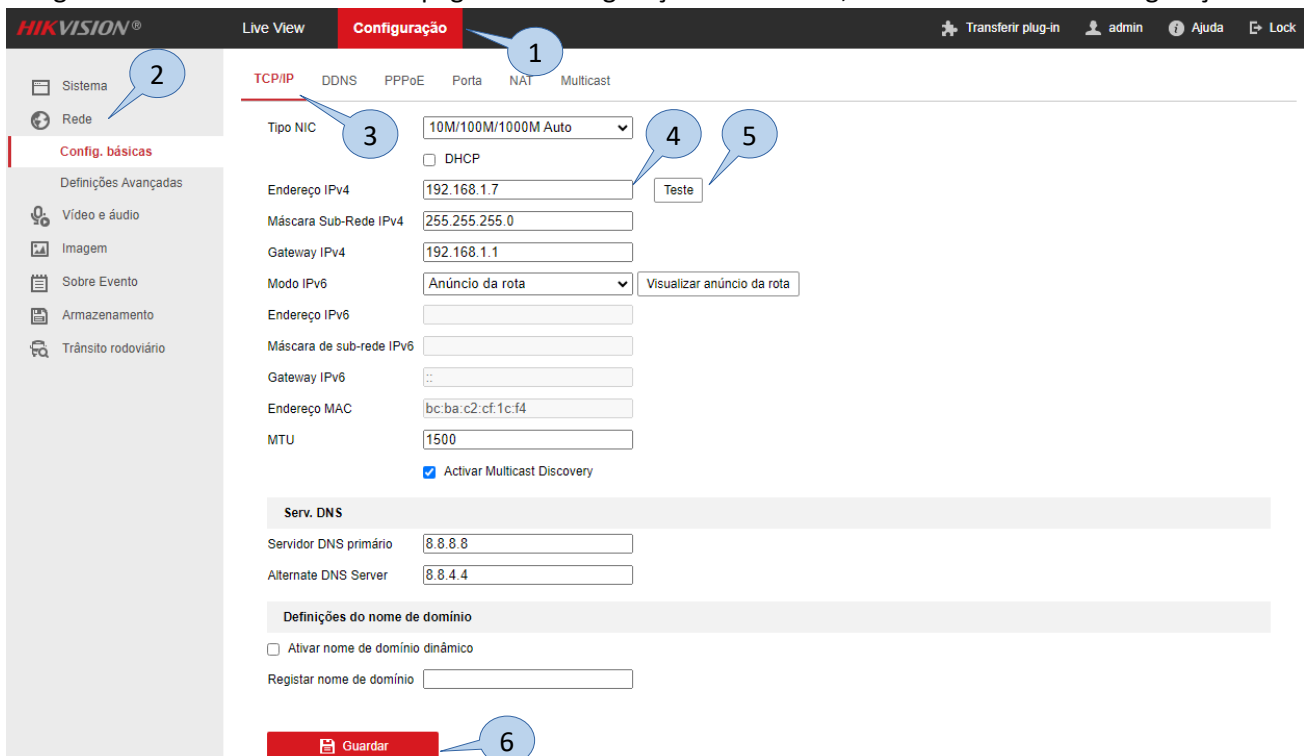 HIKVISION®
Live View Configuração Transferir plug-in admin Ajuda Lock
1
2
Sistema
Rede
Config. básicas
Definições Avançadas
Vídeo e áudio
Imagem
Sobre Evento
Armazenamento
Trânsito rodoviário
TCP/IP DDNS PPPoE Porta NAT Multicast
3
4
5
Tipo NIC 10M/100M/1000M Auto
DHCP
Endereço IPv4 192.168.1.7 Teste
Máscara Sub-Rede IPv4 255.255.255.0
Gateway IPv4 192.168.1.1
Modo IPv6 Anúncio da rota Visualizar anúncio da rota
Endereço IPv6
Máscara de sub-rede IPv6
Gateway IPv6 ::
Endereço MAC bc:ba:c2:cf:1c:f4
MTU 1500
Activar Multicast Discovery
Serv. DNS
Servidor DNS primário 8.8.8.8
Alternate DNS Server 8.8.4.4
Definições do nome de domínio
Ativar nome de domínio dinâmico
Registar nome de domínio
Guardar
6